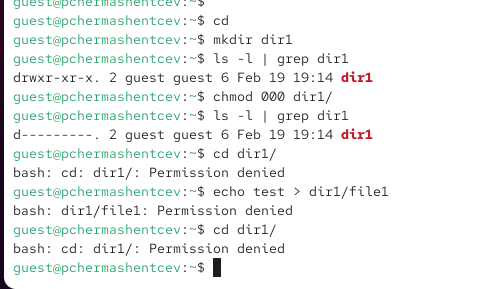 guest@pchermashentcev:~$
guest@pchermashentcev:~$ cd
guest@pchermashentcev:~$ mkdir dir1
guest@pchermashentcev:~$ ls -l | grep dir1
drwxr-xr-x. 2 guest guest 6 Feb 19 19:14 dir1
guest@pchermashentcev:~$ chmod 000 dir1/
guest@pchermashentcev:~$ ls -l | grep dir1
d---------. 2 guest guest 6 Feb 19 19:14 dir1
guest@pchermashentcev:~$ cd dir1/
bash: cd: dir1/: Permission denied
guest@pchermashentcev:~$ echo test > dir1/file1
bash: dir1/file1: Permission denied
guest@pchermashentcev:~$ cd dir1/
bash: cd: dir1/: Permission denied
guest@pchermashentcev:~$